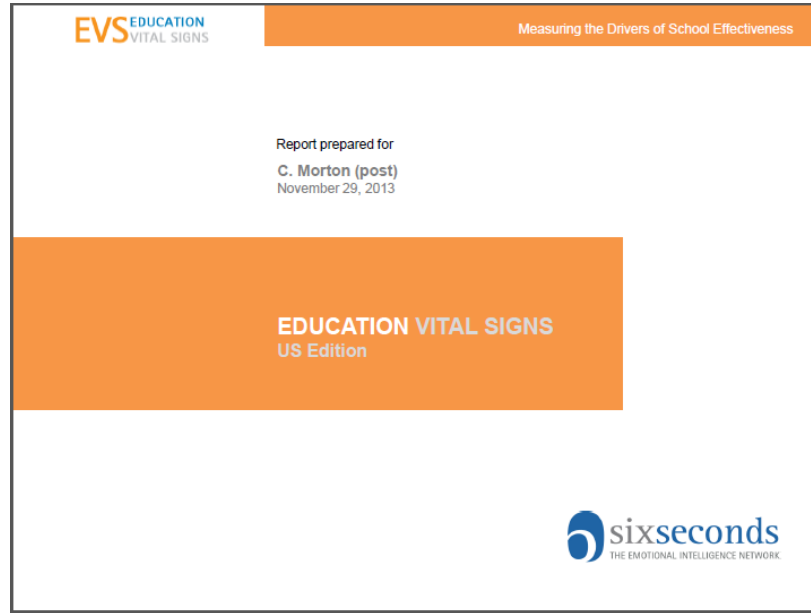 EVS EDUCATION
VITAL SIGNS
Measuring the Drivers of School Effectiveness
Report prepared for
C. Morton (post)
November 29, 2013
EDUCATION VITAL SIGNS
US Edition
sixseconds
THE EMOTIONAL INTELLIGENCE NETWORK